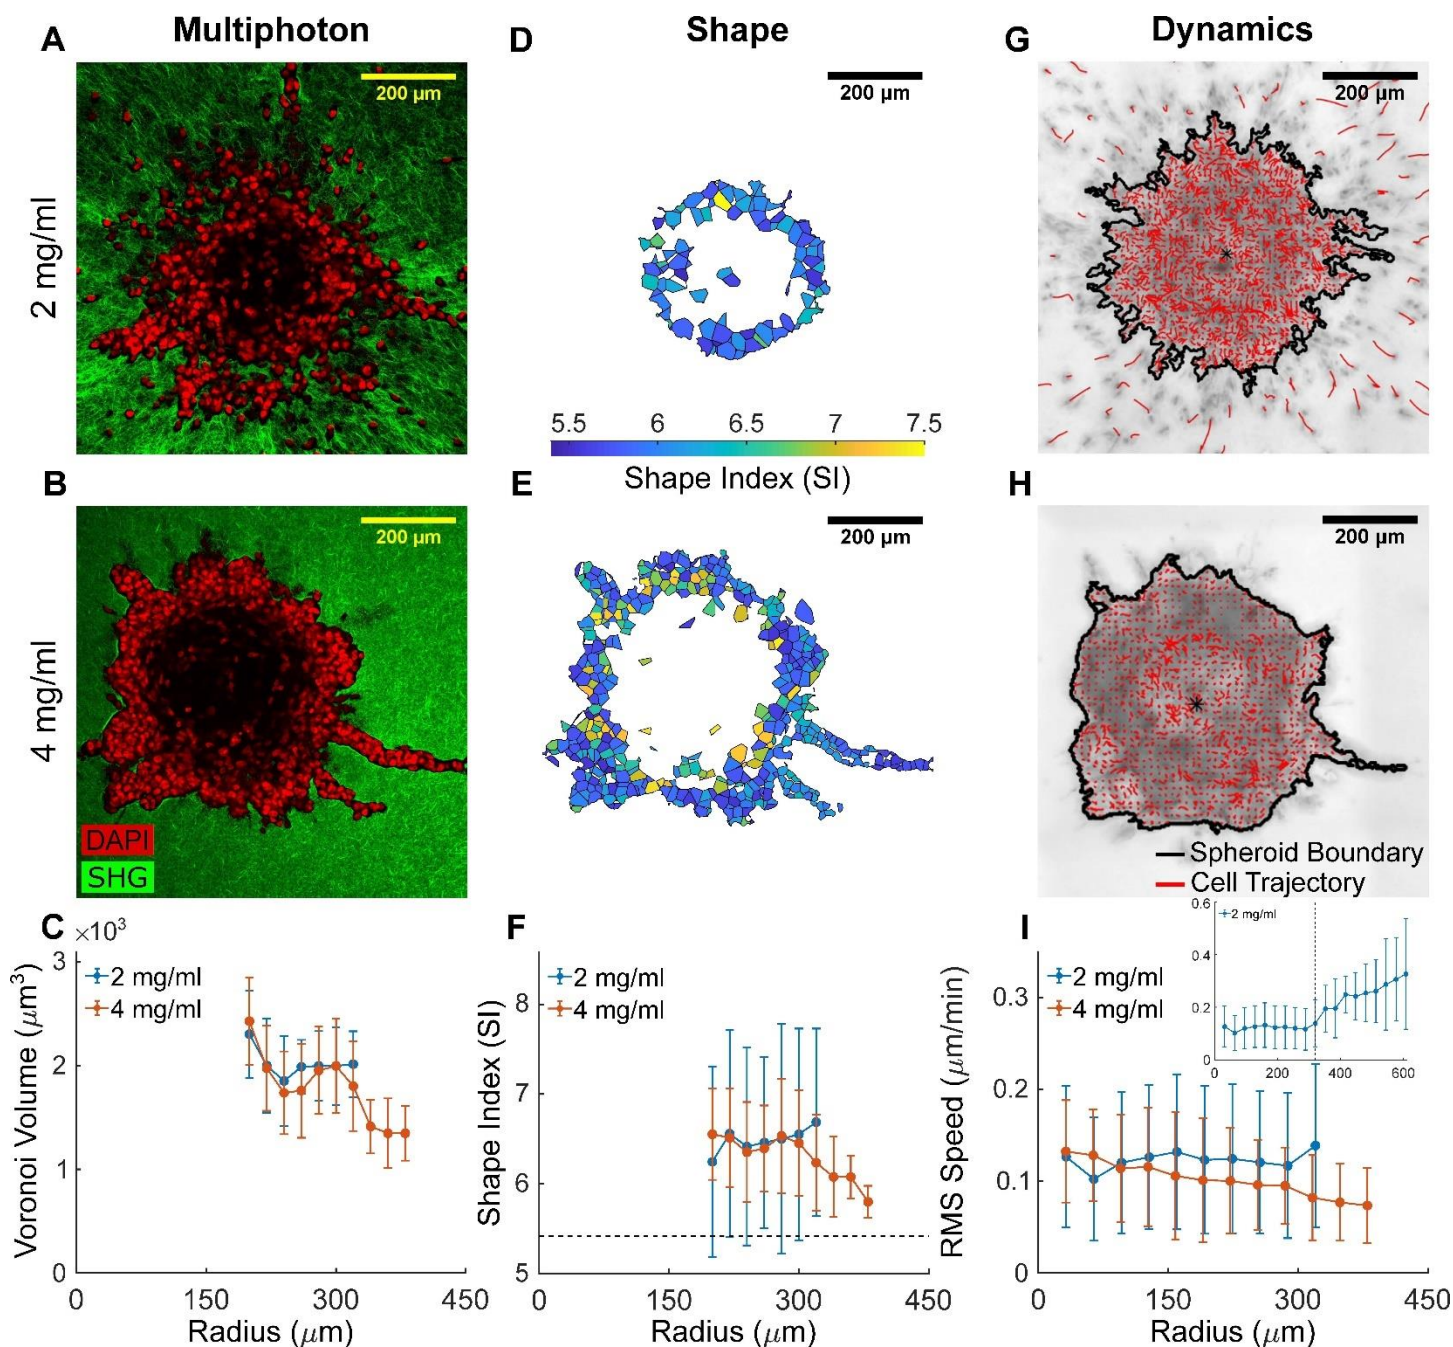 Multiphoton
Shape
Dynamics
A
D
G
200 µm
200 µm
200 µm
2 mg/ml
5.5 6 6.5 7 7.5
Shape Index (SI)
B
E
H
200 µm
200 µm
200 µm
4 mg/ml
DAPI
SHG
Spheroid Boundary
Cell Trajectory
C
×10³
2 mg/ml
4 mg/ml
Voronoi Volume (µm³)
3
2
1
0
0 150 300 450
Radius (µm)
F
2 mg/ml
4 mg/ml
Shape Index (SI)
8
7
6
5
0 150 300 450
Radius (µm)
I
2 mg/ml
4 mg/ml
RMS Speed (µm/min)
0.3
0.2
0.1
0
0 150 300 450
Radius (µm)
2 mg/ml
0.6
0.4
0.2
0
0 200 400 600